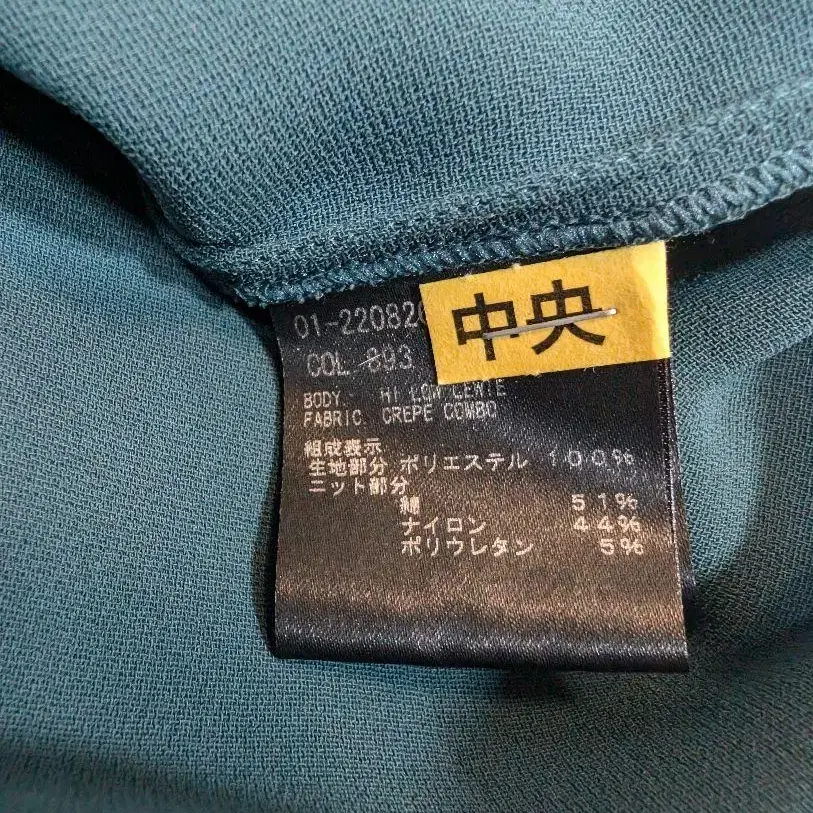 01-220820
中央
COL 893
BODY. HI LOW CENTE
FABRIC. CREPE COMBO
組成表示
生地部分 ポリエステル 100%
ニット部分
綿 51%
ナイロン 44%
ポリウレタン 5%